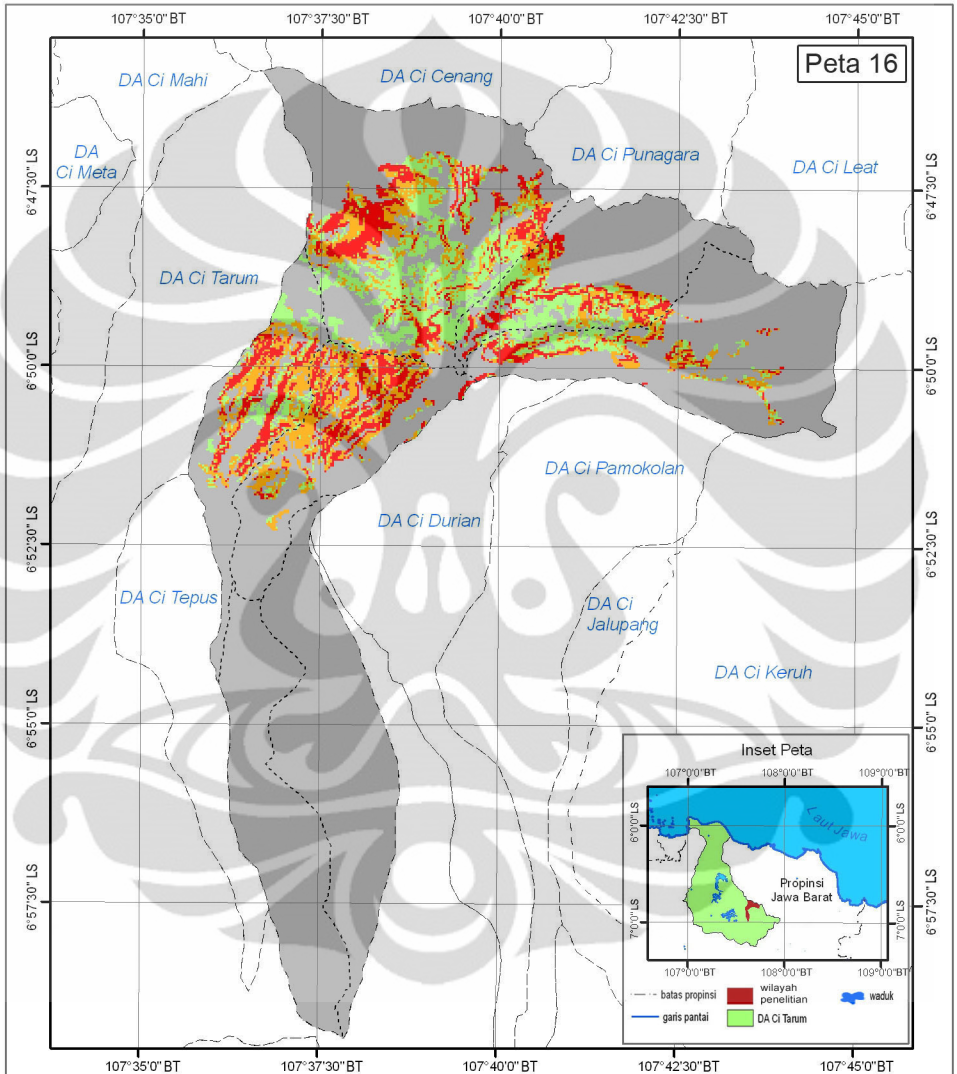 107°35'0" BT
107°37'30" BT
107°40'0" BT
107°42'30" BT
107°45'0" BT
Peta 16
DA Ci Mahi
DA Ci Cenang
DA
Ci Meta
DA Ci Punagara
DA Ci Leat
6°47'30" LS
6°47'30" LS
DA Ci Tarum
6°50'0" LS
6°50'0" LS
DA Ci Pamokolan
DA Ci Durian
6°52'30" LS
6°52'30" LS
DA Ci Tepus
DA Ci
Jalupang
DA Ci Keruh
6°55'0" LS
6°55'0" LS
6°57'30" LS
6°57'30" LS
Inset Peta
107°0'0"BT
108°0'0"BT
109°0'0"BT
6°0'0"LS
6°0'0"LS
Laut Jawa
Propinsi
Jawa Barat
7°0'0"LS
7°0'0"LS
107°0'0"BT
108°0'0"BT
109°0'0"BT
batas propinsi
wilayah
penelitian
waduk
garis pantai
DA Ci Tarum
107°35'0" BT
107°37'30" BT
107°40'0" BT
107°42'30" BT
107°45'0" BT